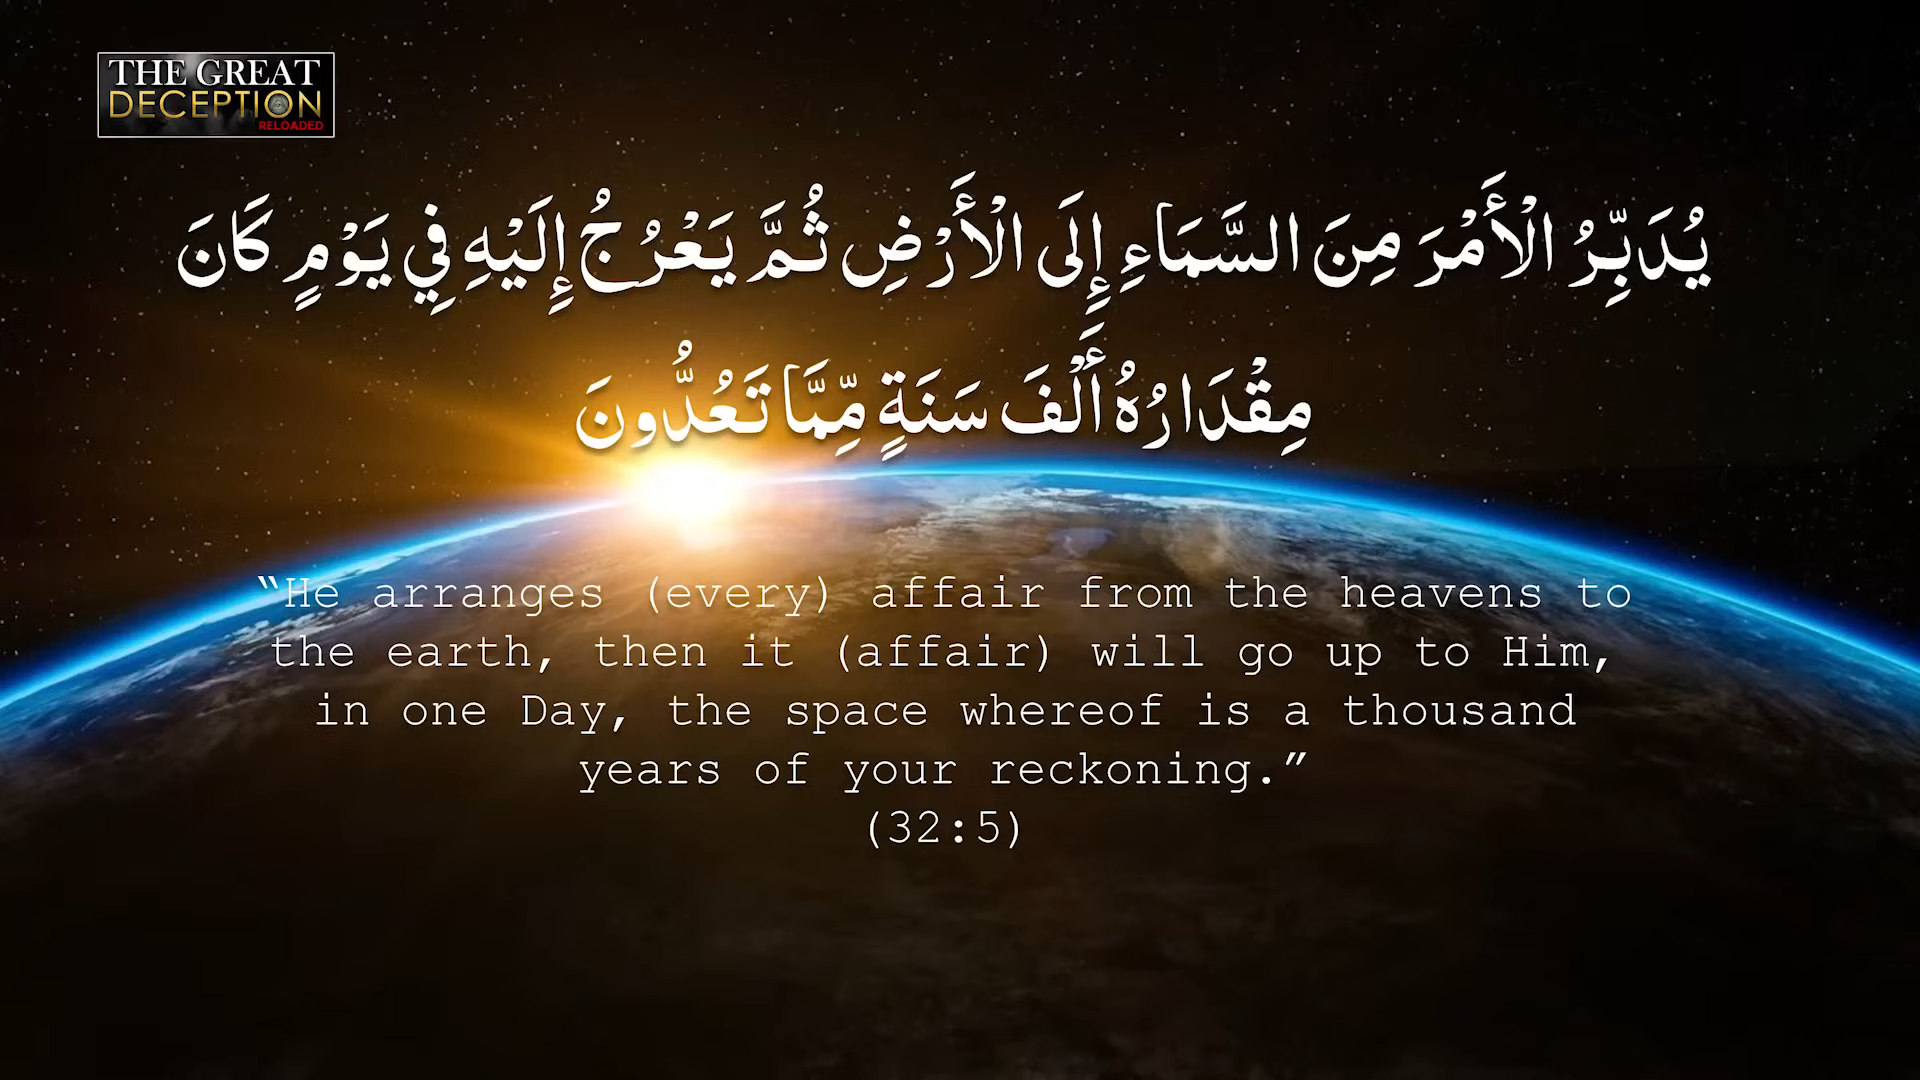 THE GREAT
DECEPTION
RELOADED
يُدَبِّرُ الْأَمْرَ مِنَ السَّمَاءِ إِلَى الْأَرْضِ ثُمَّ يَعْرُجُ إِلَيْهِ فِي يَوْمٍ كَانَ
مِقْدَارُهُ أَلْفَ سَنَةٍ مِّمَّا تَعُدُّونَ
“He arranges (every) affair from the heavens to
the earth, then it (affair) will go up to Him,
in one Day, the space whereof is a thousand
years of your reckoning.”
(32:5)